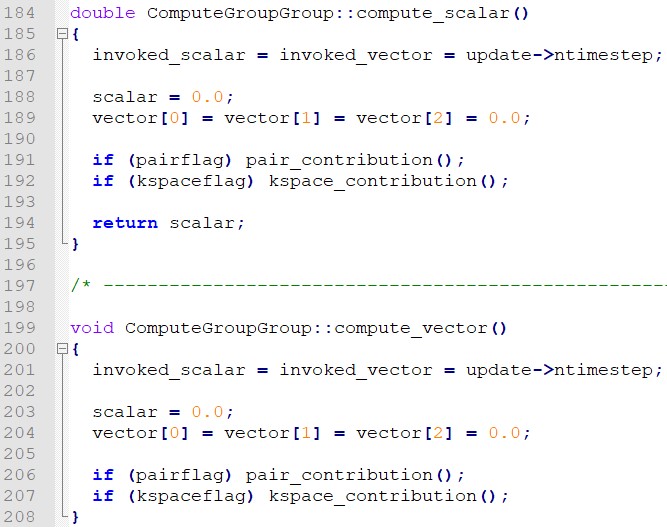 184 double ComputeGroupGroup::compute_scalar()
185 {
186   invoked_scalar = invoked_vector = update->ntimestep;
187
188   scalar = 0.0;
189   vector[0] = vector[1] = vector[2] = 0.0;
190
191   if (pairflag) pair_contribution();
192   if (kspaceflag) kspace_contribution();
193
194   return scalar;
195 }
196
197 /* ----------------------------------------------------
198
199 void ComputeGroupGroup::compute_vector()
200 {
201   invoked_scalar = invoked_vector = update->ntimestep;
202
203   scalar = 0.0;
204   vector[0] = vector[1] = vector[2] = 0.0;
205
206   if (pairflag) pair_contribution();
207   if (kspaceflag) kspace_contribution();
208 }